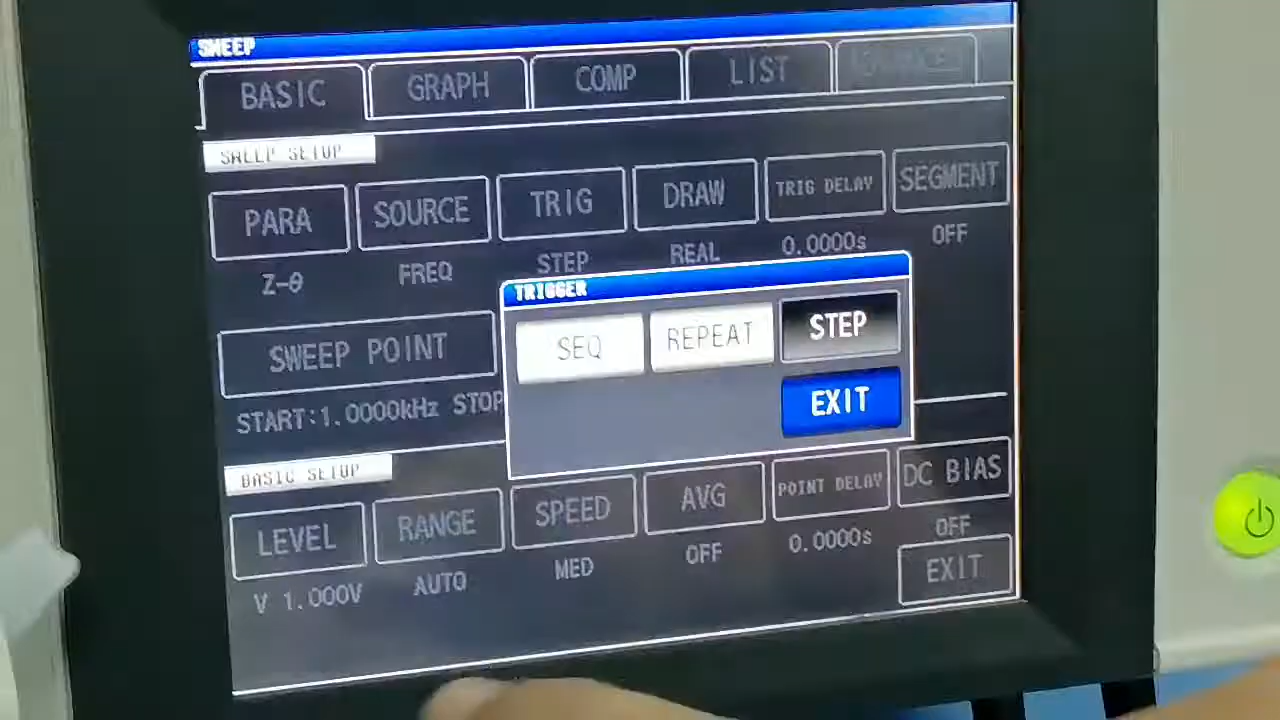 SWEEP
BASIC GRAPH COMP LIST
SWEEP SETUP
PARA SOURCE TRIG DRAW TRIG DELAY SEGMENT
Z-θ FREQ STEP REAL 0.0000s OFF
TRIGGER
SEQ REPEAT STEP
EXIT
SWEEP POINT
START:1.0000kHz STOP
BASIC SETUP
LEVEL RANGE SPEED AVG POINT DELAY DC BIAS
V 1.000V AUTO MED OFF 0.0000s OFF
EXIT